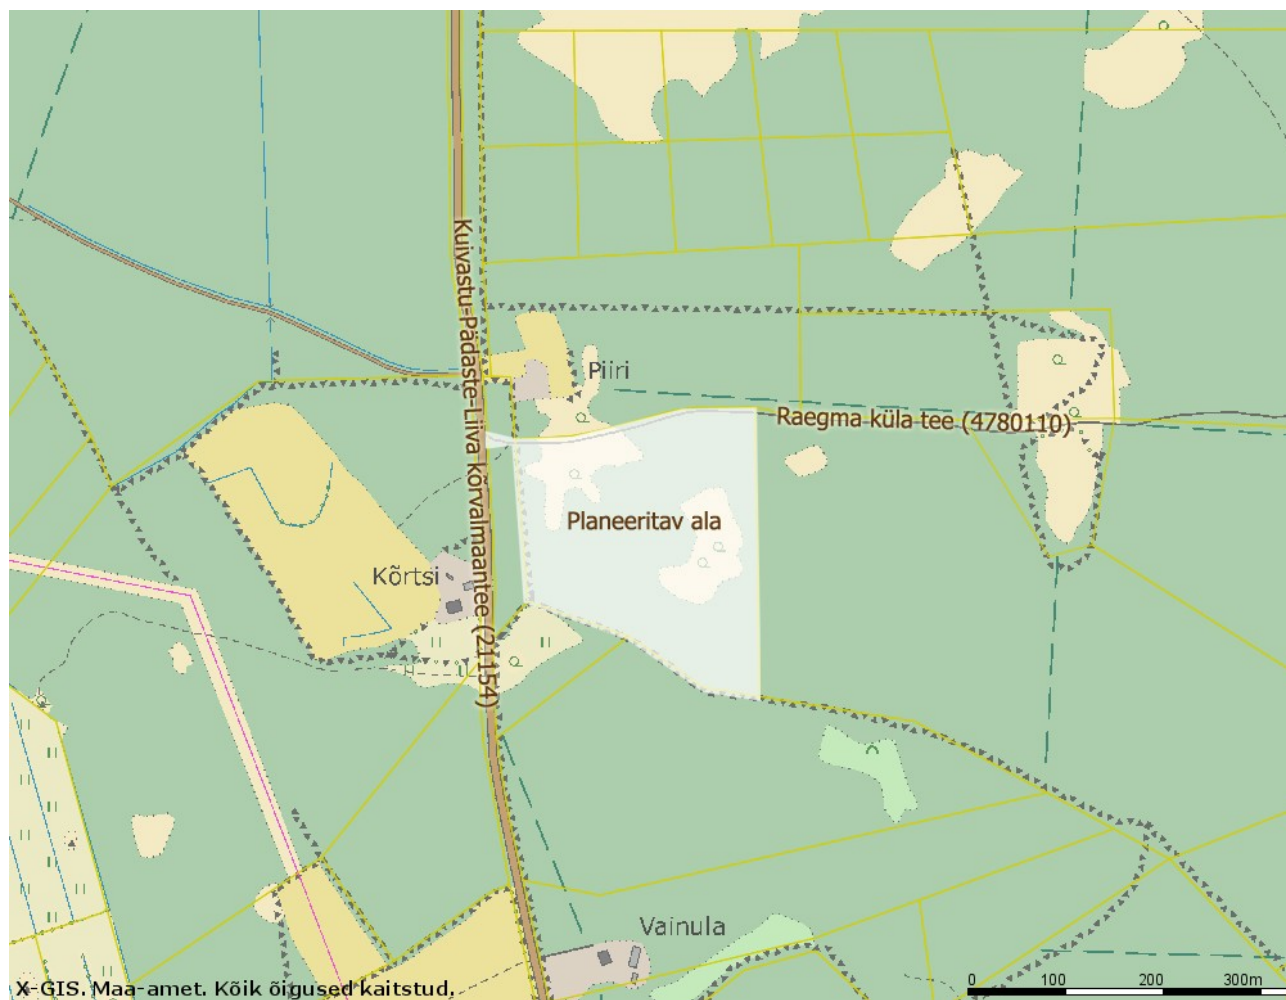 Kuivastu-Pädaste-Liiva kõrvalmaantee (21154)
Piiri
Raegma küla tee (4780110)
Planeeritav ala
Kõrtsi
Vainula
X-GIS. Maa-amet. Kõik õigused kaitstud.
0 100 200 300m